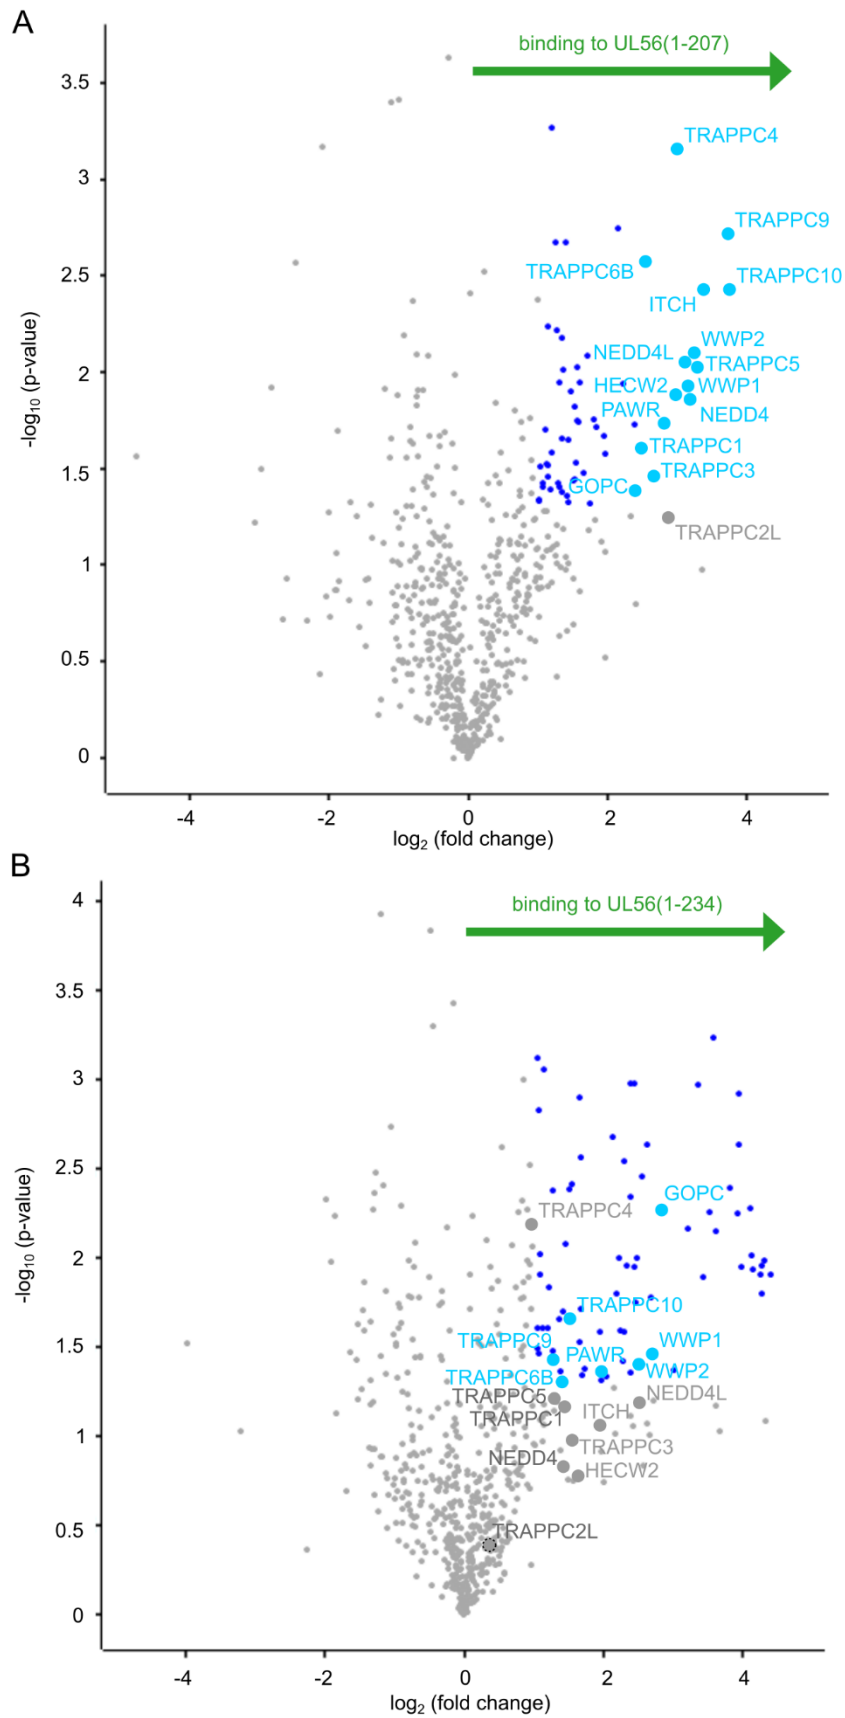 A
binding to UL56(1-207)
3.5
TRAPPC4
3
TRAPPC9
2.5
TRAPPC6B
TRAPPC10
ITCH
-log10 (p-value)
2
WWP2
NEDD4L
TRAPPC5
HECW2
WWP1
PAWR
NEDD4
TRAPPC1
1.5
TRAPPC3
GOPC
TRAPPC2L
1
0.5
0
-4
-2
0
2
4
log2 (fold change)
B
binding to UL56(1-234)
4
3.5
3
2.5
GOPC
TRAPPC4
-log10 (p-value)
2
TRAPPC10
1.5
TRAPPC9
WWP1
PAWR
WWP2
TRAPPC6B
TRAPPC5
NEDD4L
TRAPPC1
ITCH
1
TRAPPC3
NEDD4
HECW2
0.5
TRAPPC2L
0
-4
-2
0
2
4
log2 (fold change)